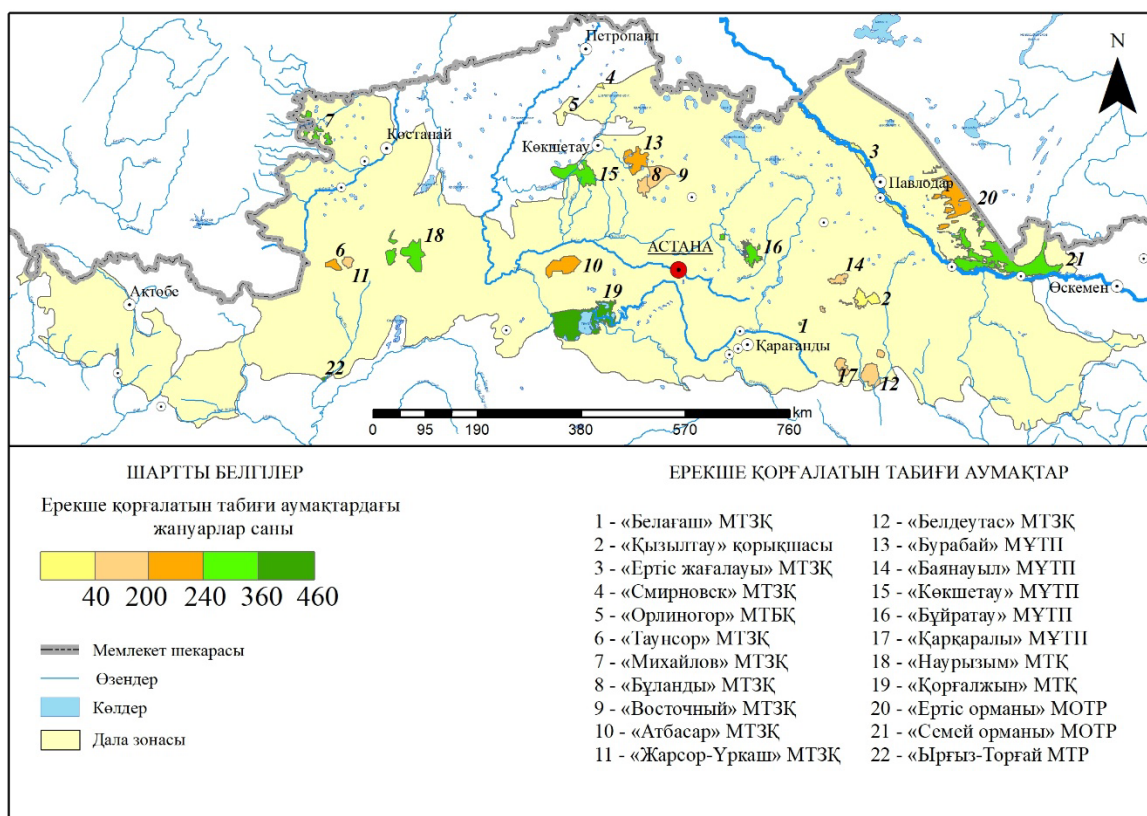 Петропавл
N
4
5
7
Қостанай
Көкшетау
13
3
Павлодар
15
8
9
20
18
16
АСТАНА
21
6
11
10
14
Өскемен
Ақтөбе
2
19
1
Қарағанды
22
17
12
km
0 95 190 380 570 760
ШАРТТЫ БЕЛГІЛЕР
Ерекше қорғалатын табиғи аумақтардағы
жануарлар саны
40 200 240 360 460
Мемлекет шекарасы
Өзендер
Көлдер
Дала зонасы
ЕРЕКШЕ ҚОРҒАЛАТЫН ТАБИҒИ АУМАҚТАР
1 - «Белағаш» МТЗҚ
2 - «Қызылтау» қорықшасы
3 - «Ертіс жағалауы» МТЗҚ
4 - «Смирновск» МТЗҚ
5 - «Орлиногор» МТБҚ
6 - «Таунсор» МТЗҚ
7 - «Михайлов» МТЗҚ
8 - «Бұланды» МТЗҚ
9 - «Восточный» МТЗҚ
10 - «Атбасар» МТЗҚ
11 - «Жарсор-Үркаш» МТЗҚ
12 - «Белдеутас» МТЗҚ
13 - «Бурабай» МҰТП
14 - «Баянауыл» МҰТП
15 - «Көкшетау» МҰТП
16 - «Бұйратау» МҰТП
17 - «Қарқаралы» МҰТП
18 - «Наурызым» МТҚ
19 - «Қорғалжын» МТҚ
20 - «Ертіс орманы» МОТР
21 - «Семей орманы» МОТР
22 - «Ырғыз-Торғай» МТР